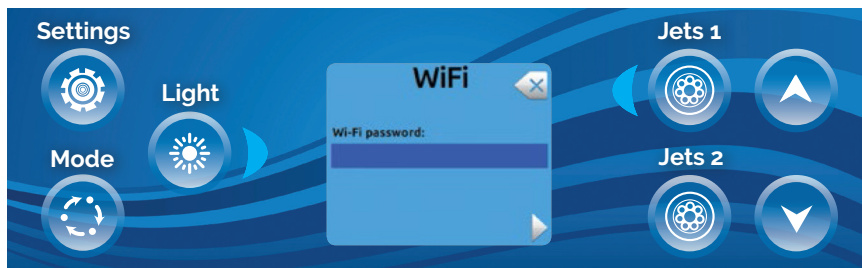 Settings
Light
Mode
WiFi
Wi-Fi password:
Jets 1
Jets 2